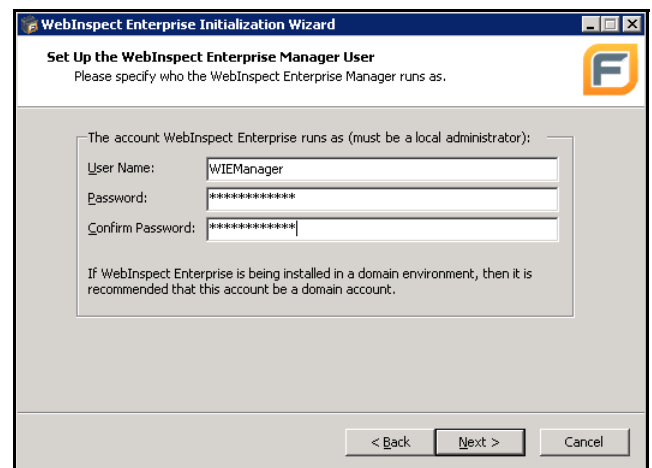 WebInspect Enterprise Initialization Wizard
Set Up the WebInspect Enterprise Manager User
Please specify who the WebInspect Enterprise Manager runs as.
F
The account WebInspect Enterprise runs as (must be a local administrator):
User Name: WIEManager
Password: ************
Confirm Password: ************
If WebInspect Enterprise is being installed in a domain environment, then it is
recommended that this account be a domain account.
< Back Next > Cancel